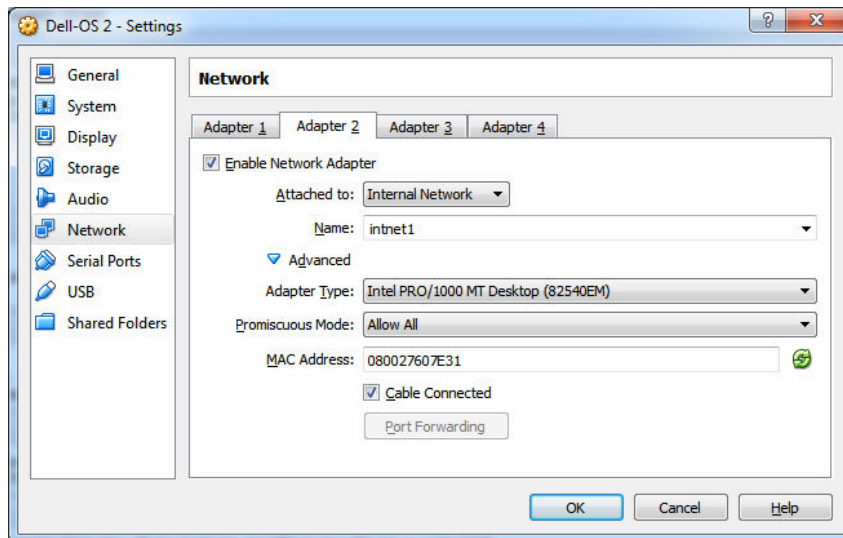 Dell-OS 2 - Settings
General
System
Display
Storage
Audio
Network
Serial Ports
USB
Shared Folders
Network
Adapter 1 Adapter 2 Adapter 3 Adapter 4
Enable Network Adapter
Attached to: Internal Network
Name: intnet1
Advanced
Adapter Type: Intel PRO/1000 MT Desktop (82540EM)
Promiscuous Mode: Allow All
MAC Address: 080027607E31
Cable Connected
Port Forwarding
OK Cancel Help